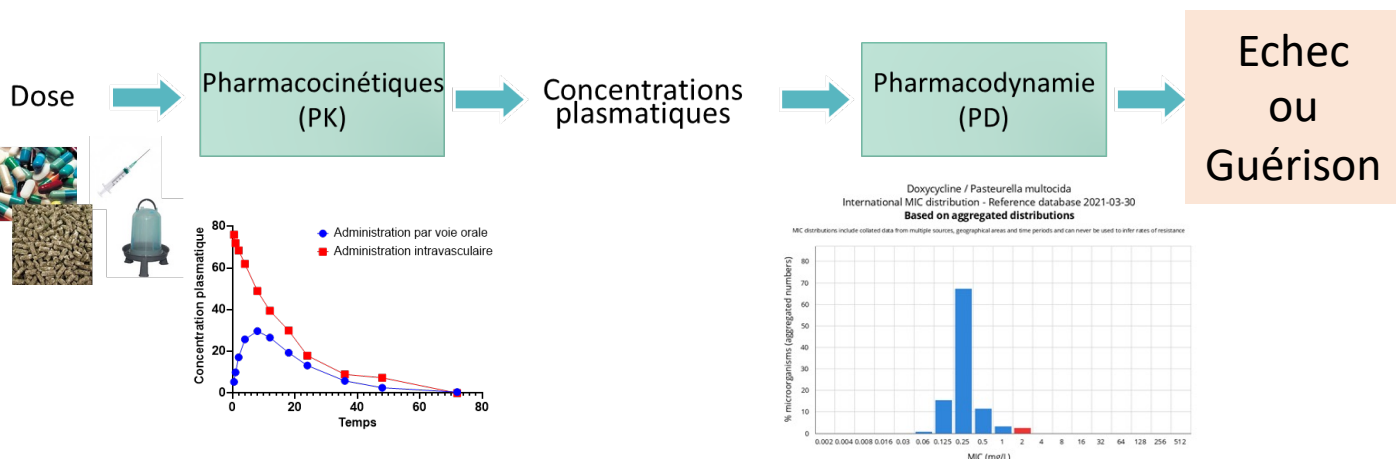 Dose
Pharmacocinétiques
(PK)
Concentrations
plasmatiques
Pharmacodynamie
(PD)
Echec
ou
Guérison
Concentration plasmatique
80
60
40
20
0
0 20 40 60 80
Temps
Administration par voie orale
Administration intravasculaire
Doxycycline / Pasteurella multocida
International MIC distribution - Reference database 2021-03-30
Based on aggregated distributions
MIC distributions include collated data from multiple sources, geographical areas and time periods and can never be used to infer rates of resistance
% microorganisms (aggregated numbers)
80
70
60
50
40
30
20
10
0
0.002 0.004 0.008 0.016 0.03 0.06 0.125 0.25 0.5 1 2 4 8 16 32 64 128 256 512
MIC (mg/L)